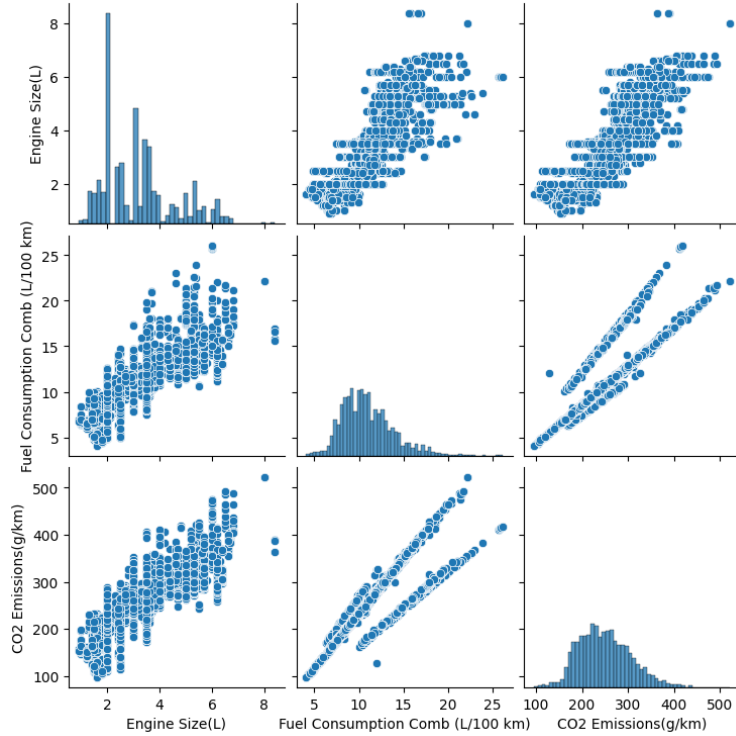 Engine Size(L)
8
6
4
2
Fuel Consumption Comb (L/100 km)
25
20
15
10
5
CO2 Emissions(g/km)
500
400
300
200
100
2 4 6 8
5 10 15 20 25
100 200 300 400 500
Engine Size(L) Fuel Consumption Comb (L/100 km) CO2 Emissions(g/km)